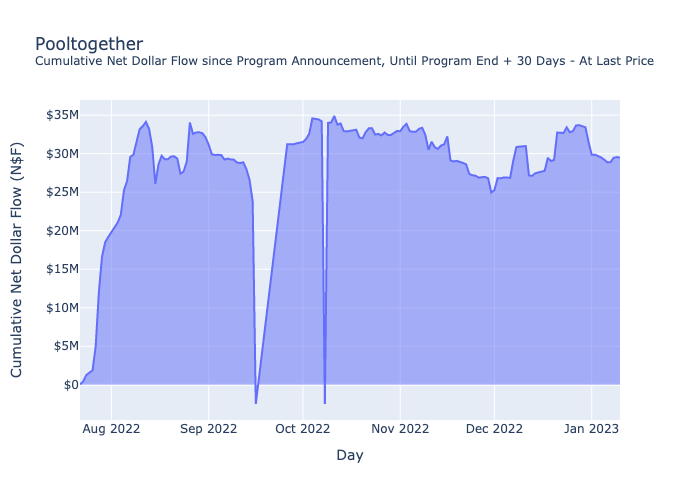 Pooltogether
Cumulative Net Dollar Flow since Program Announcement, Until Program End + 30 Days - At Last Price
Cumulative Net Dollar Flow (N$F)
$35M
$30M
$25M
$20M
$15M
$10M
$5M
$0
Aug 2022 Sep 2022 Oct 2022 Nov 2022 Dec 2022 Jan 2023
Day